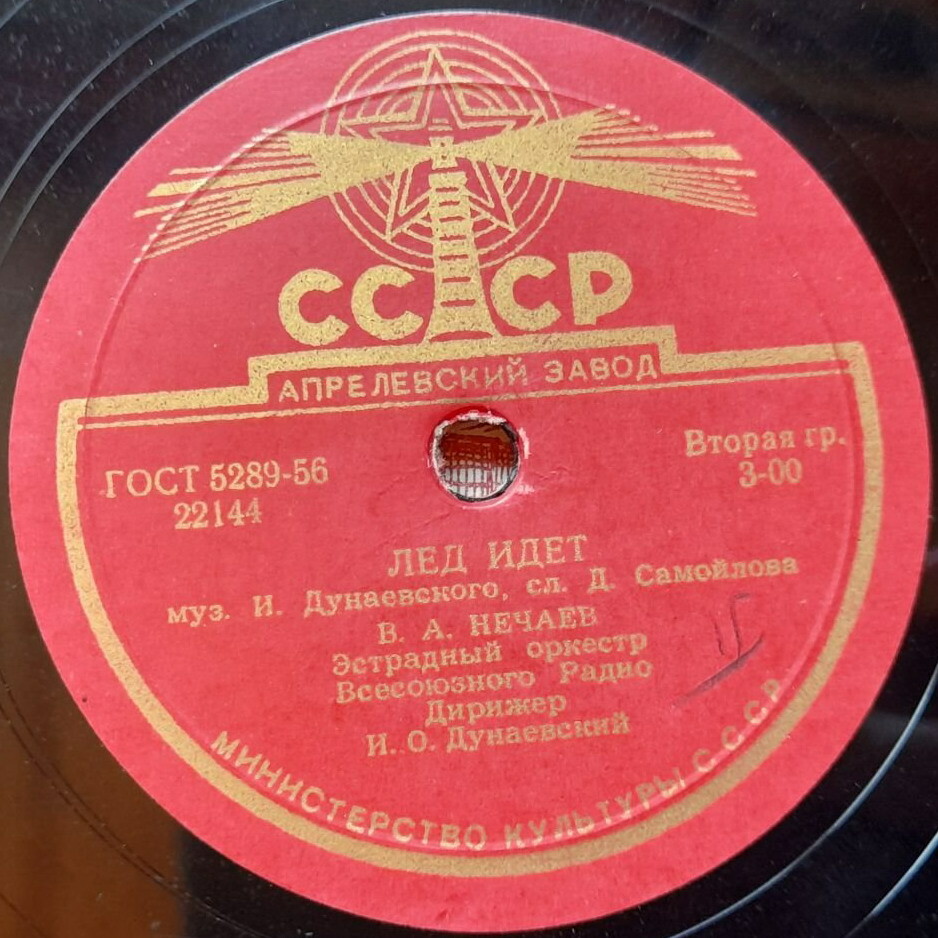 СССР
АПРЕЛЕВСКИЙ ЗАВОД
ГОСТ 5289-56
22144
Вторая гр.
3-00
ЛЕД ИДЕТ
муз. И. Дунаевского, сл. Д. Самойлова
В. А. НЕЧАЕВ
Эстрадный оркестр
Всесоюзного Радио
Дирижер
И. О. Дунаевский
МИНИСТЕРСТВО КУЛЬТУРЫ С.С.С.Р.